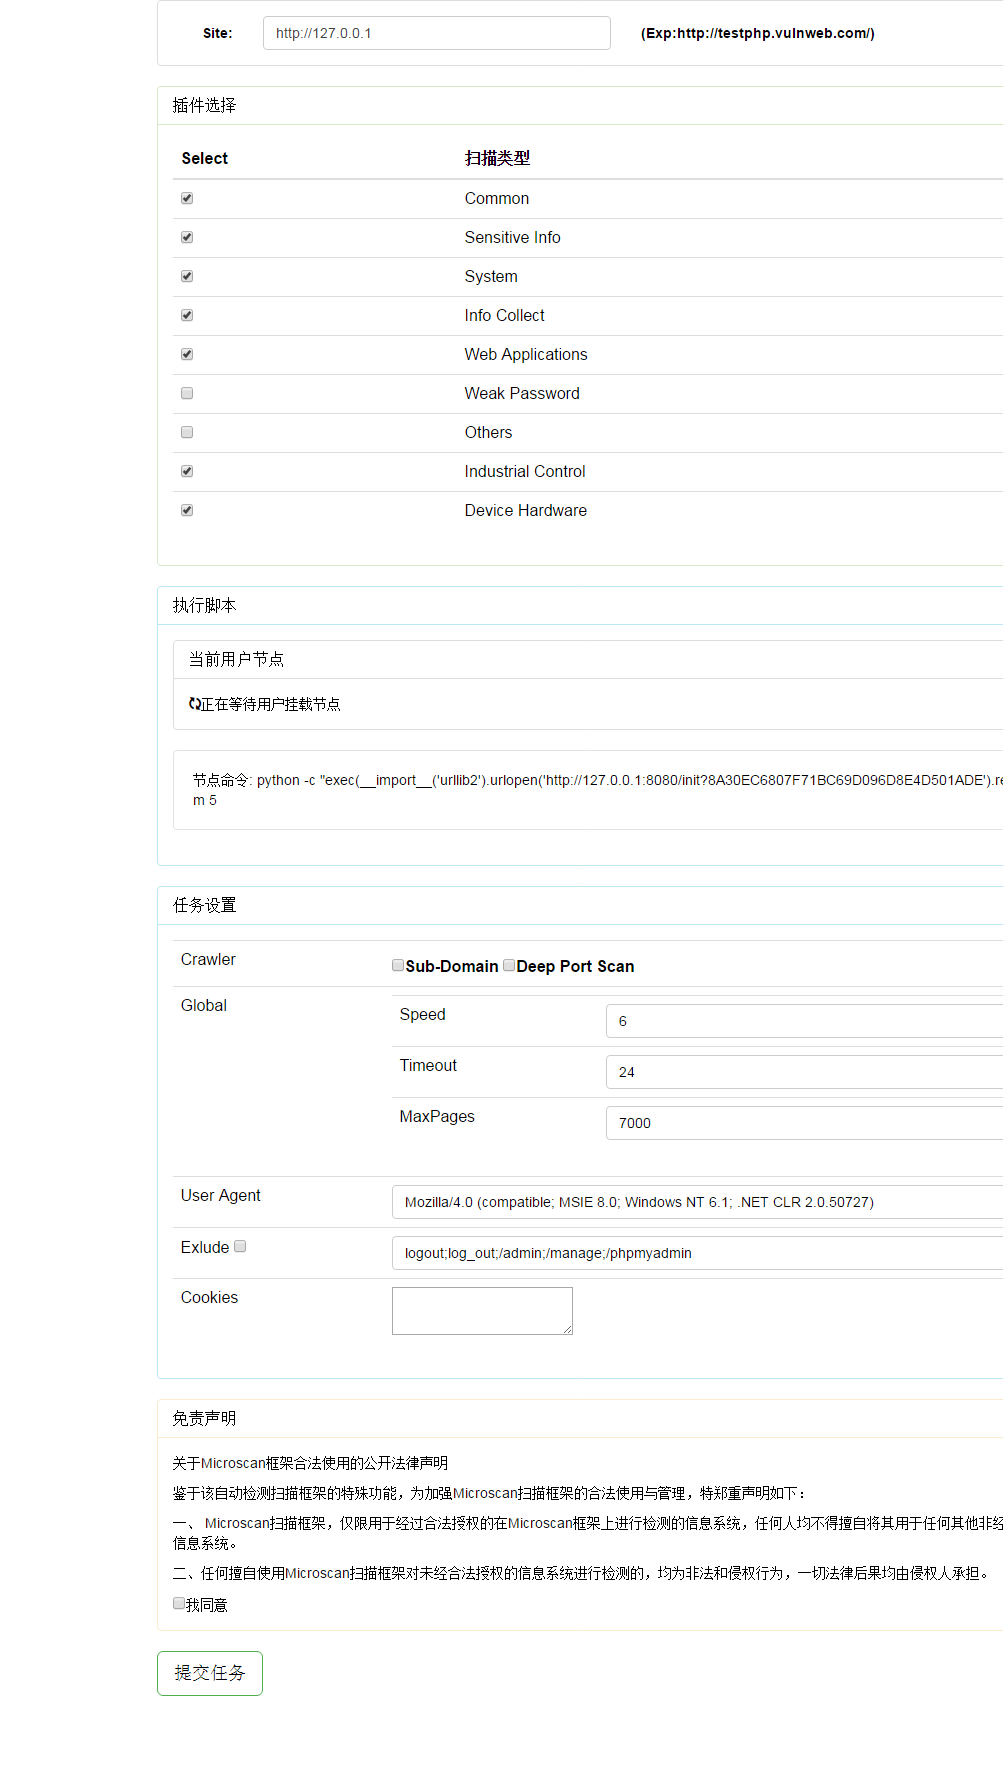 Site: http://127.0.0.1 (Exp:http://testphp.vulnweb.com/)
插件选择
Select 扫描类型
Common
Sensitive Info
System
Info Collect
Web Applications
Weak Password
Others
Industrial Control
Device Hardware
执行脚本
当前用户节点
正在等待用户挂载节点
节点命令: python -c "exec(__import__('urllib2').urlopen('http://127.0.0.1:8080/init?8A30EC6807F71BC69D096D8E4D501ADE').re
m 5
任务设置
Crawler Sub-Domain Deep Port Scan
Global Speed 6
Timeout 24
MaxPages 7000
User Agent Mozilla/4.0 (compatible; MSIE 8.0; Windows NT 6.1; .NET CLR 2.0.50727)
Exlude logout;log_out;/admin;/manage;/phpmyadmin
Cookies
免责声明
关于Microscan框架合法使用的公开法律声明
鉴于该自动检测扫描框架的特殊功能，为加强Microscan扫描框架的合法使用与管理，特郑重声明如下：
一、 Microscan扫描框架，仅限用于经过合法授权的在Microscan框架上进行检测的信息系统，任何人均不得擅自将其用于任何其他非经
信息系统。
二、任何擅自使用Microscan扫描框架对未经合法授权的信息系统进行检测的，均为非法和侵权行为，一切法律后果均由侵权人承担。
我同意
提交任务